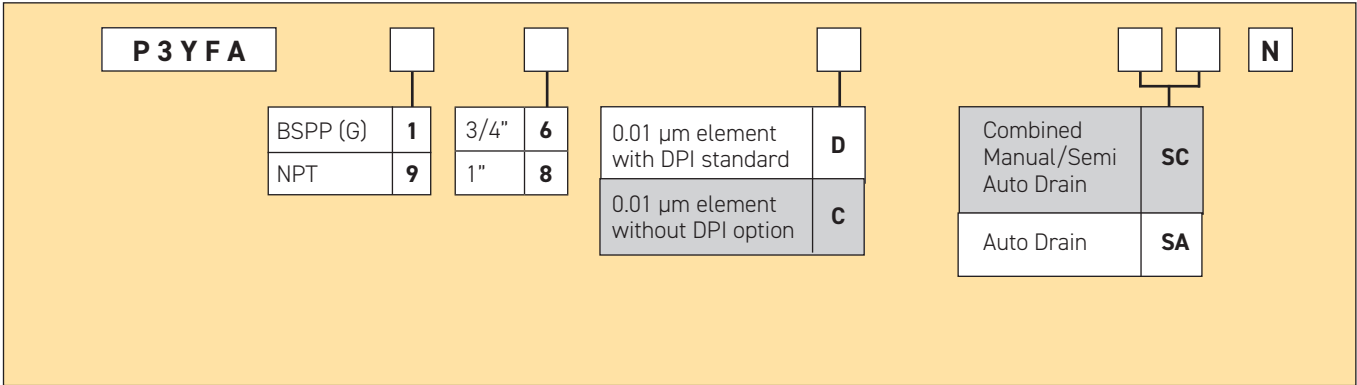 P3YFA N
BSPP (G) 1
NPT 9
3/4" 6
1" 8
0.01 µm element
with DPI standard
D
0.01 µm element
without DPI option
C
Combined
Manual/Semi
Auto Drain
SC
Auto Drain SA